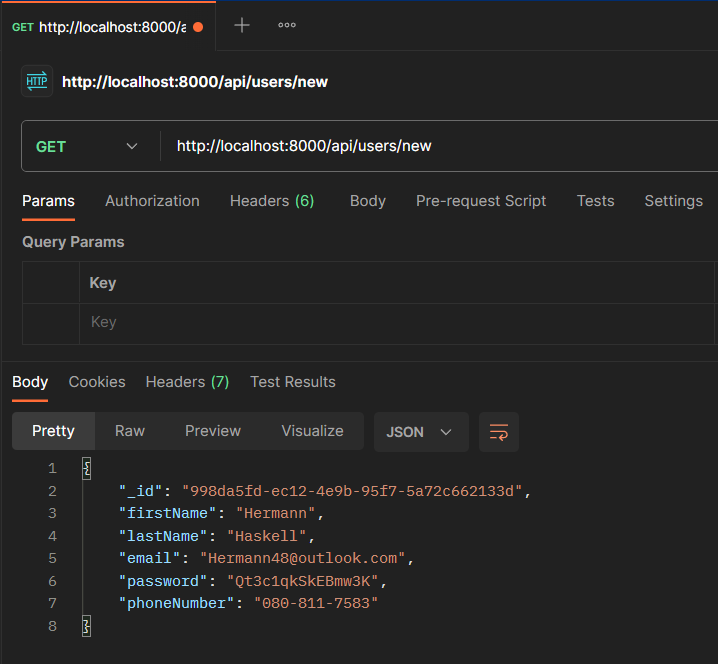 GET http://localhost:8000/a
HTTP http://localhost:8000/api/users/new
GET http://localhost:8000/api/users/new
Params Authorization Headers (6) Body Pre-request Script Tests Settings
Query Params
Key
Key
Body Cookies Headers (7) Test Results
Pretty Raw Preview Visualize JSON
1 {
2 "_id": "998da5fd-ec12-4e9b-95f7-5a72c662133d",
3 "firstName": "Hermann",
4 "lastName": "Haskell",
5 "email": "Hermann48@outlook.com",
6 "password": "Qt3c1qkSkEBmw3K",
7 "phoneNumber": "080-811-7583"
8 }